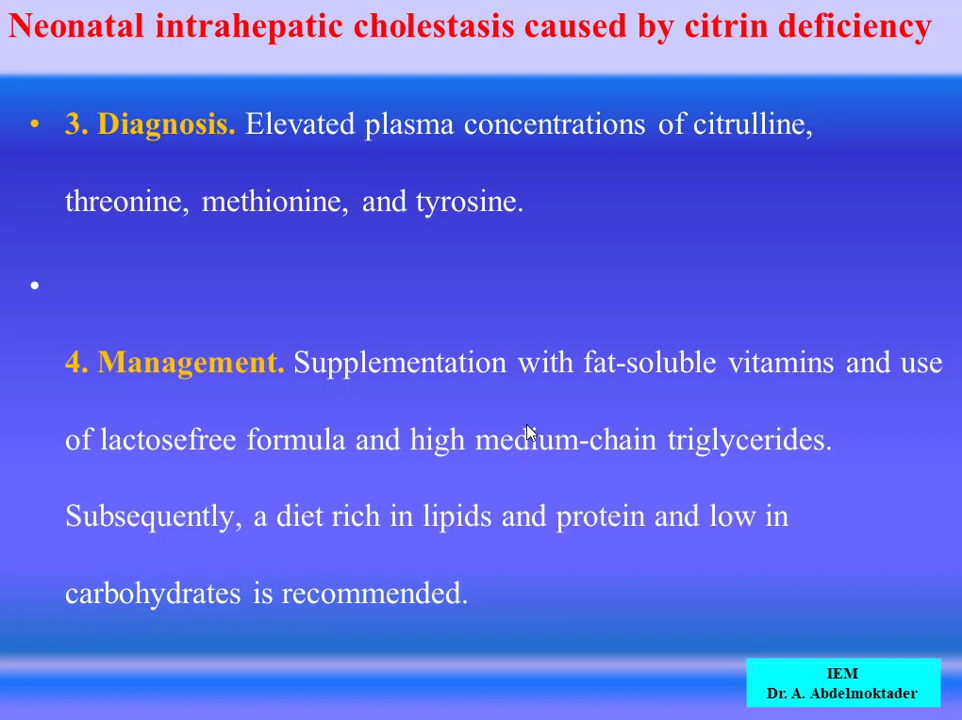 Neonatal intrahepatic cholestasis caused by citrin deficiency
• 3. Diagnosis. Elevated plasma concentrations of citrulline,
threonine, methionine, and tyrosine.
•
4. Management. Supplementation with fat-soluble vitamins and use
of lactosefree formula and high medium-chain triglycerides.
Subsequently, a diet rich in lipids and protein and low in
carbohydrates is recommended.
IEM
Dr. A. Abdelmoktader